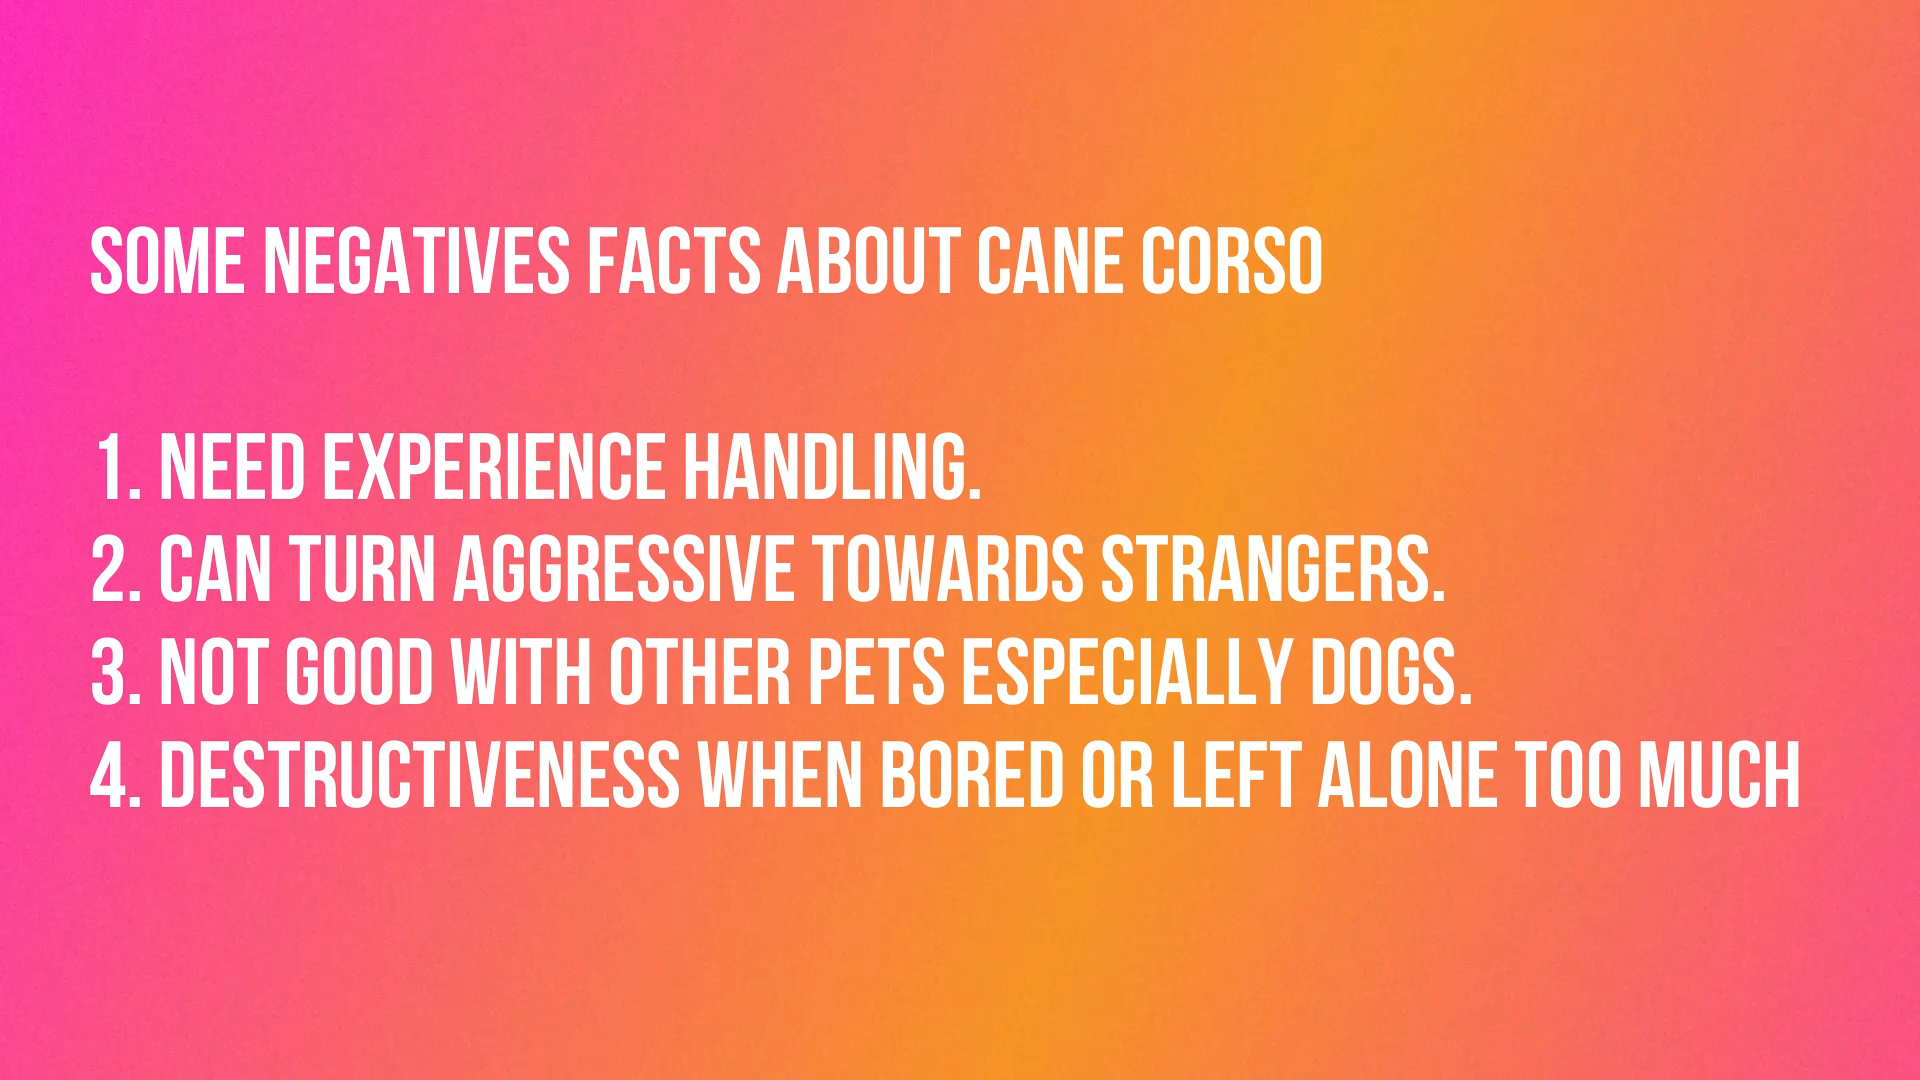 SOME NEGATIVES FACTS ABOUT CANE CORSO
1. NEED EXPERIENCE HANDLING.
2. CAN TURN AGGRESSIVE TOWARDS STRANGERS.
3. NOT GOOD WITH OTHER PETS ESPECIALLY DOGS.
4. DESTRUCTIVENESS WHEN BORED OR LEFT ALONE TOO MUCH